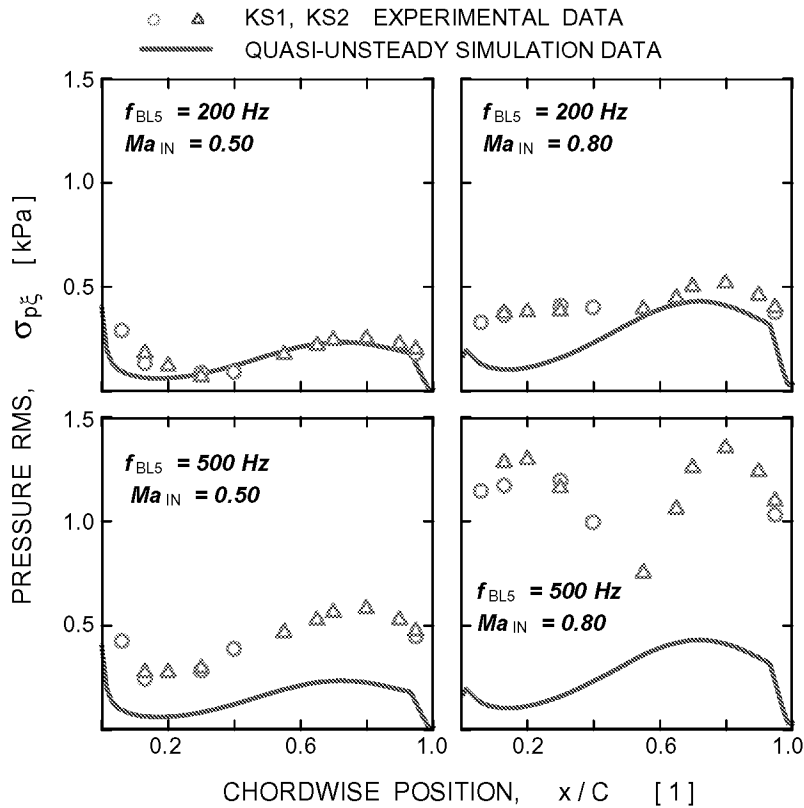 KS1, KS2 EXPERIMENTAL DATA
QUASI-UNSTEADY SIMULATION DATA
1.5
1.0
0.5
f BL5 = 200 Hz
Ma IN = 0.50
f BL5 = 200 Hz
Ma IN = 0.80
1.5
1.0
0.5
f BL5 = 500 Hz
Ma IN = 0.50
f BL5 = 500 Hz
Ma IN = 0.80
0.2
0.6
1.0
0.2
0.6
1.0
PRESSURE RMS, σpξ [kPa]
CHORDWISE POSITION, x/C [1]